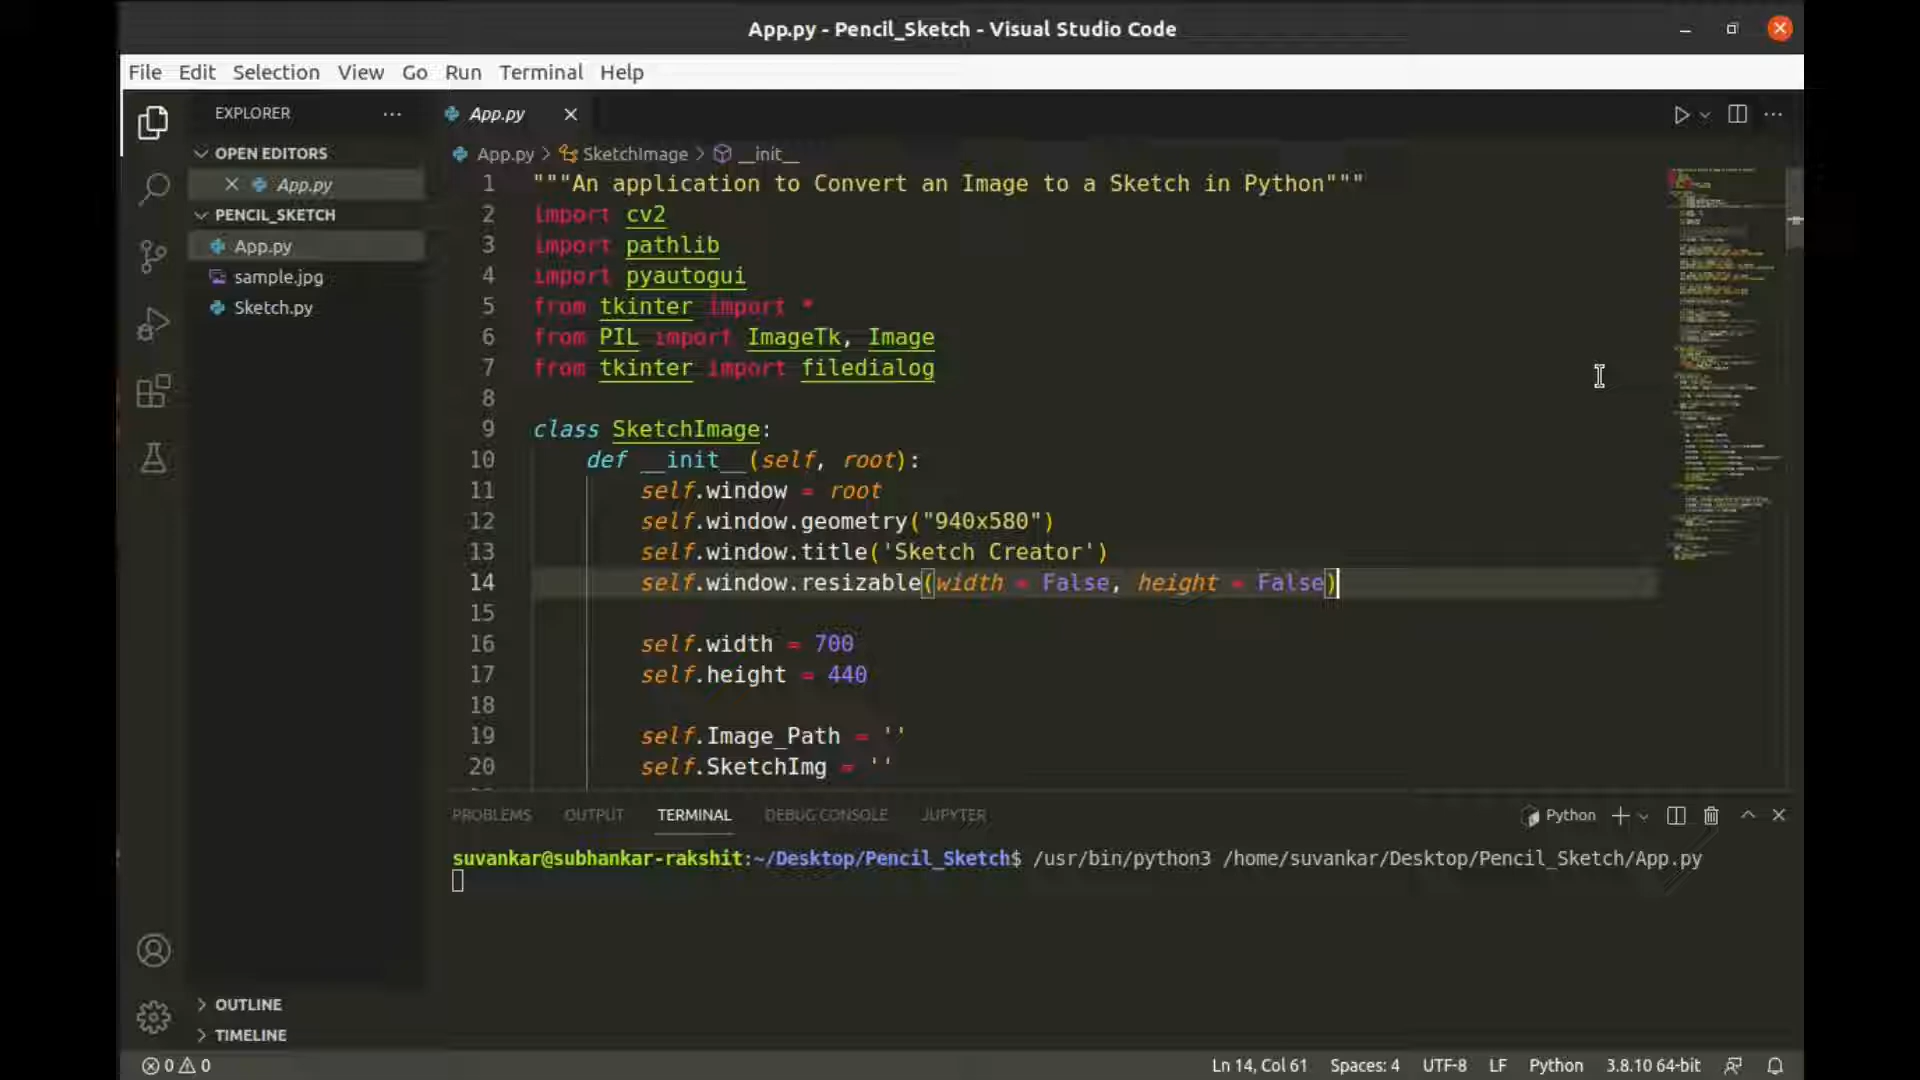 App.py - Pencil_Sketch - Visual Studio Code
File Edit Selection View Go Run Terminal Help
EXPLORER
OPEN EDITORS
App.py
PENCIL_SKETCH
App.py
sample.jpg
Sketch.py
OUTLINE
TIMELINE
App.py
App.py > SketchImage > __init__
1 """An application to Convert an Image to a Sketch in Python"""
2 import cv2
3 import pathlib
4 import pyautogui
5 from tkinter import *
6 from PIL import ImageTk, Image
7 from tkinter import filedialog
8
9 class SketchImage:
10 def __init__(self, root):
11 self.window = root
12 self.window.geometry("940x580")
13 self.window.title('Sketch Creator')
14 self.window.resizable(width = False, height = False)
15
16 self.width = 700
17 self.height = 440
18
19 self.Image_Path = ''
20 self.SketchImg = ''
PROBLEMS OUTPUT TERMINAL DEBUG CONSOLE JUPYTER
Python
suvankar@subhankar-rakshit:~/Desktop/Pencil_Sketch$ /usr/bin/python3 /home/suvankar/Desktop/Pencil_Sketch/App.py
0 0
Ln 14, Col 61 Spaces: 4 UTF-8 LF Python 3.8.10 64-bit